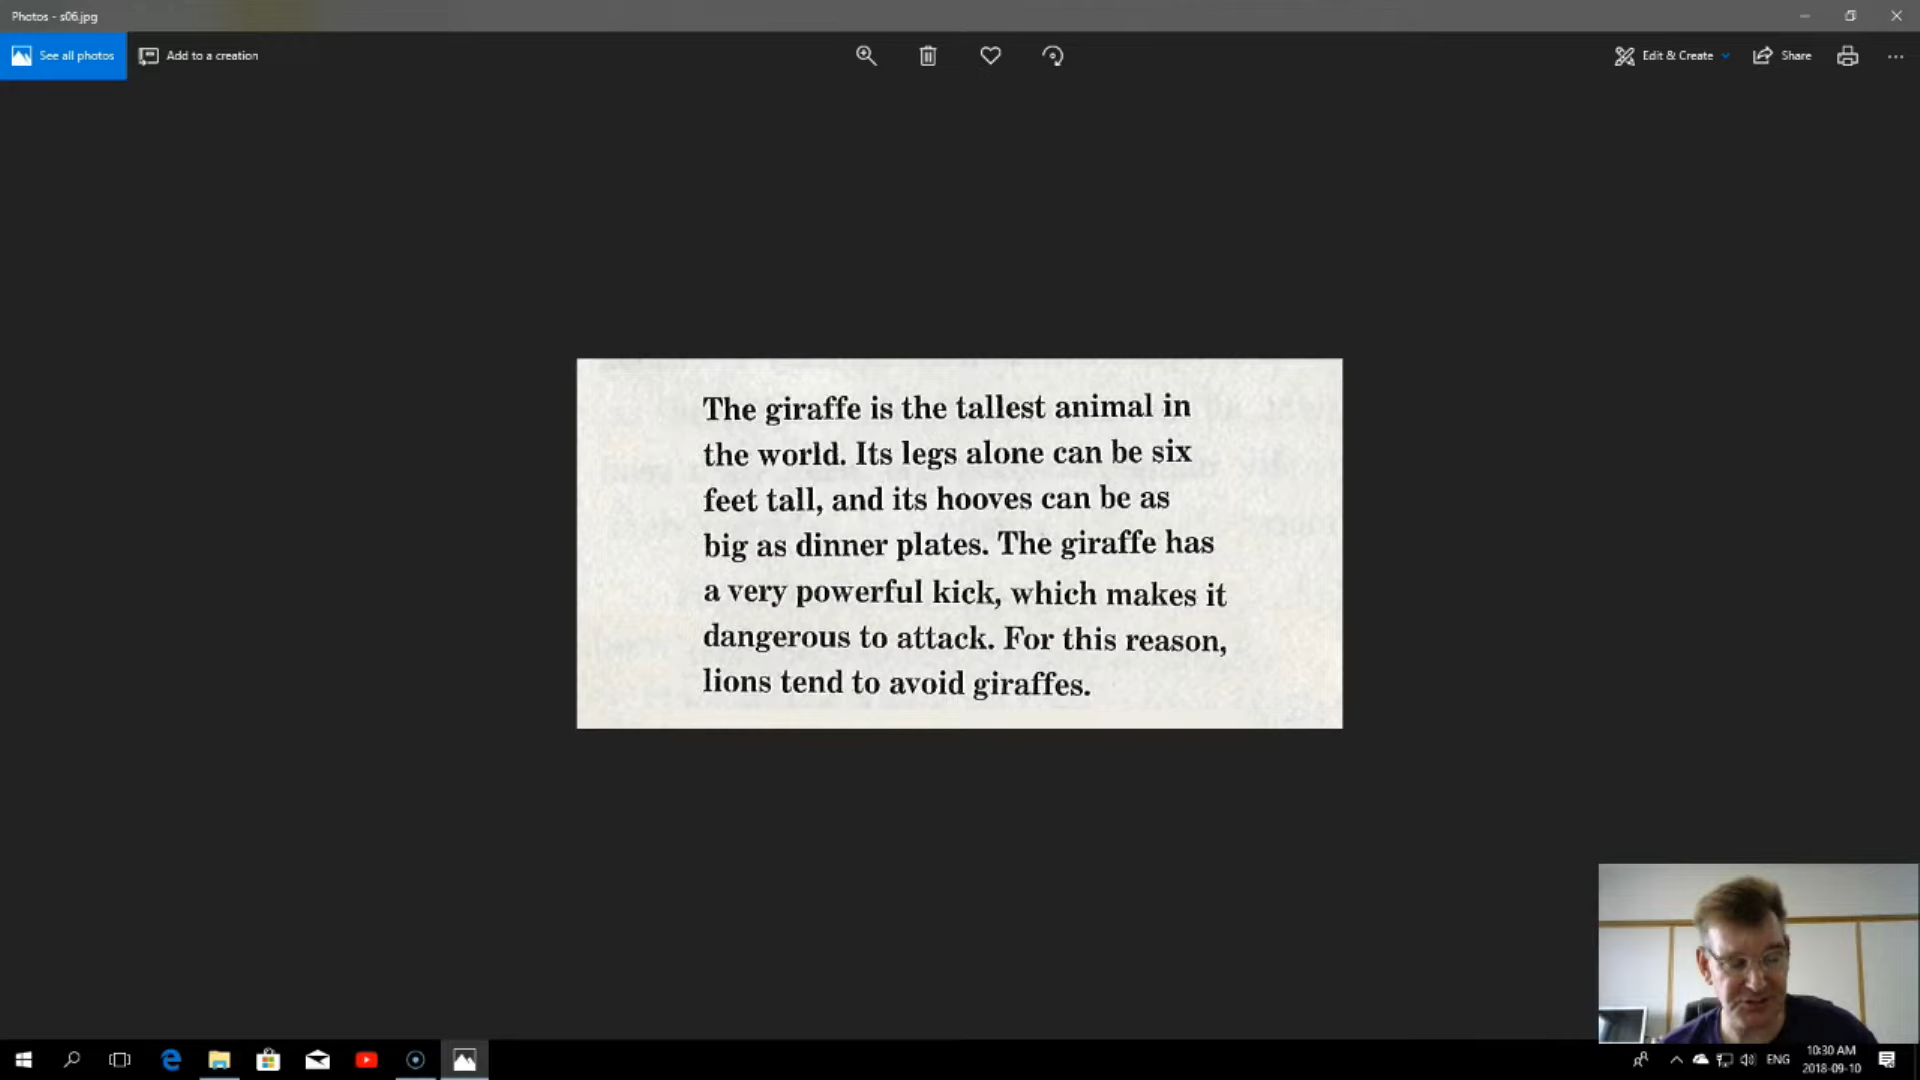 Photos - s06.jpg
See all photos
Add to a creation
Edit & Create
Share
The giraffe is the tallest animal in
the world. Its legs alone can be six
feet tall, and its hooves can be as
big as dinner plates. The giraffe has
a very powerful kick, which makes it
dangerous to attack. For this reason,
lions tend to avoid giraffes.
ENG
10:30 AM
2018-09-10